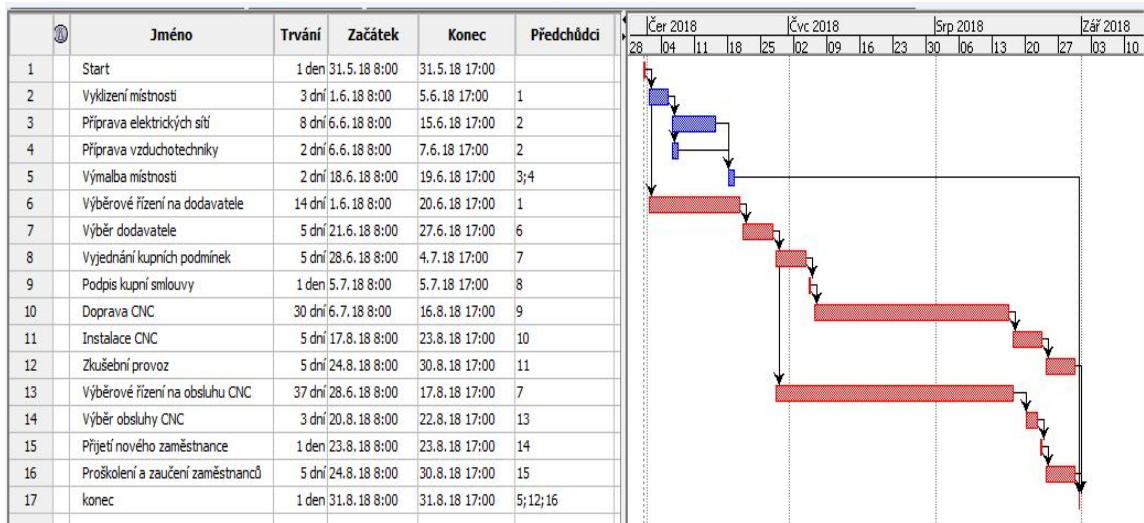 Jméno Trvání Začátek Konec Předchůdci
Čer 2018 Čvc 2018 Srp 2018 Zář 2018
28 04 11 18 25 02 09 16 23 30 06 13 20 27 03 10
1 Start 1 den 31.5.18 8:00 31.5.18 17:00
2 Vyklizení místnosti 3 dní 1.6.18 8:00 5.6.18 17:00 1
3 Příprava elektrických sítí 8 dní 6.6.18 8:00 15.6.18 17:00 2
4 Příprava vzduchotechniky 2 dní 6.6.18 8:00 7.6.18 17:00 2
5 Výmalba místnosti 2 dní 18.6.18 8:00 19.6.18 17:00 3;4
6 Výběrové řízení na dodavatele 14 dní 1.6.18 8:00 20.6.18 17:00 1
7 Výběr dodavatele 5 dní 21.6.18 8:00 27.6.18 17:00 6
8 Vyjednání kupních podmínek 5 dní 28.6.18 8:00 4.7.18 17:00 7
9 Podpis kupní smlouvy 1 den 5.7.18 8:00 5.7.18 17:00 8
10 Doprava CNC 30 dní 6.7.18 8:00 16.8.18 17:00 9
11 Instalace CNC 5 dní 17.8.18 8:00 23.8.18 17:00 10
12 Zkušební provoz 5 dní 24.8.18 8:00 30.8.18 17:00 11
13 Výběrové řízení na obsluhu CNC 37 dní 28.6.18 8:00 17.8.18 17:00 7
14 Výběr obsluhy CNC 3 dní 20.8.18 8:00 22.8.18 17:00 13
15 Přijetí nového zaměstnance 1 den 23.8.18 8:00 23.8.18 17:00 14
16 Proškolení a zaučení zaměstnanců 5 dní 24.8.18 8:00 30.8.18 17:00 15
17 konec 1 den 31.8.18 8:00 31.8.18 17:00 5;12;16